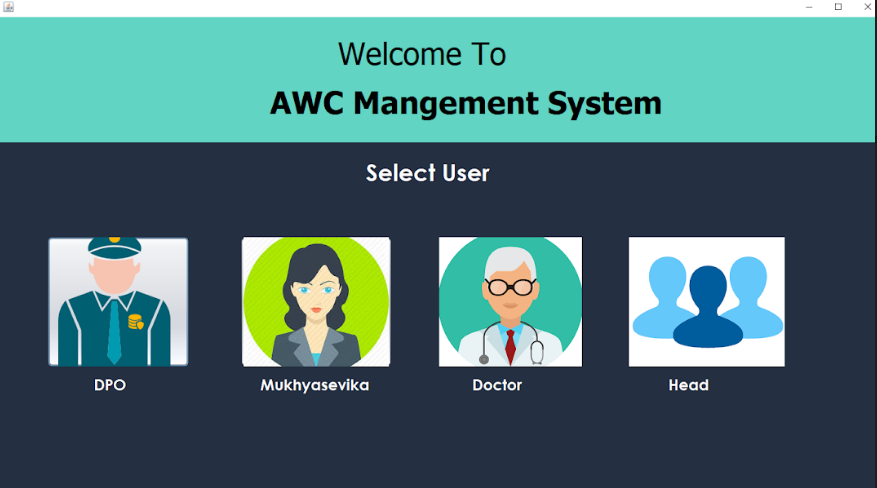 Welcome To
AWC Mangement System
Select User
DPO
Mukhyasevika
Doctor
Head